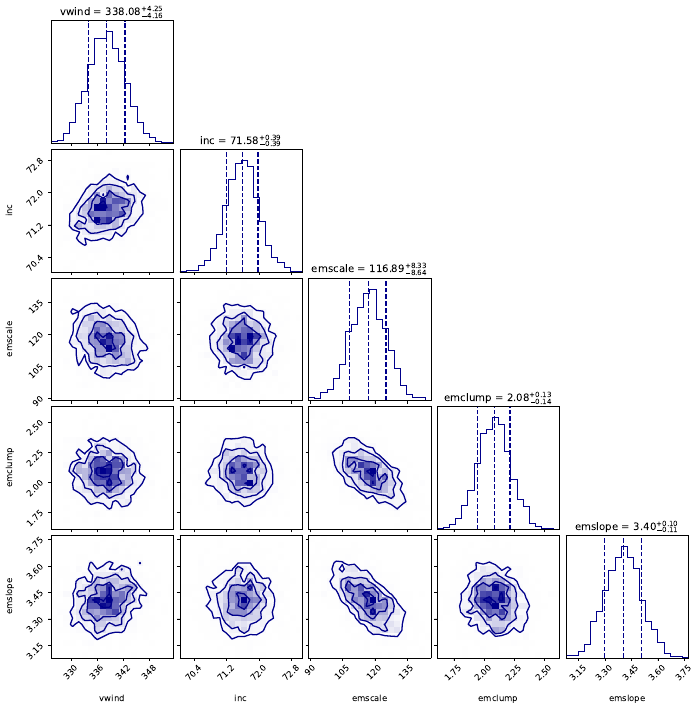 vwind = 338.08+4.25−4.16
inc = 71.58+0.39−0.39
72.8
72.0
71.2
70.4
inc
emscale = 116.89+8.33−8.64
135
120
105
90
emscale
emclump = 2.08+0.13−0.14
2.50
2.25
2.00
1.75
emclump
emslope = 3.40+0.10−0.11
3.75
3.60
3.45
3.30
3.15
emslope
330 336 342 348
70.4 71.2 72.0 72.8
90 105 120 135
1.75 2.00 2.25 2.50
3.15 3.30 3.45 3.60 3.75
vwind inc emscale emclump emslope